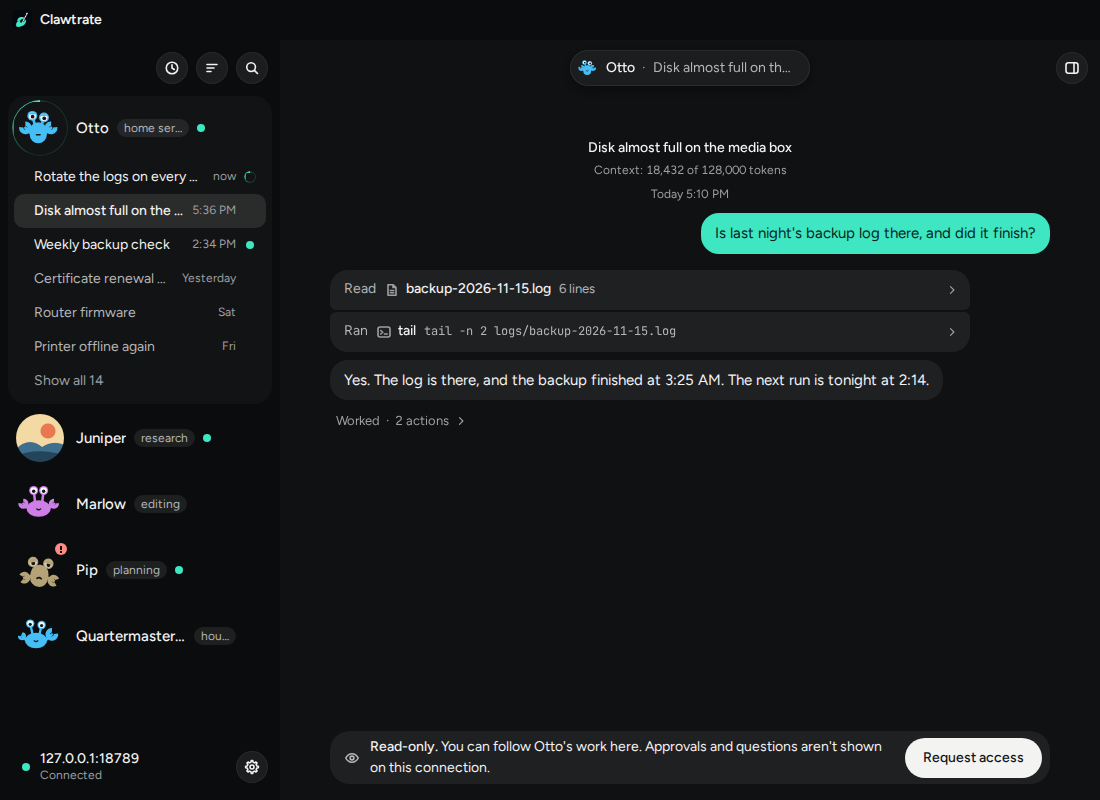 Clawtrate
Otto · Disk almost full on th...
Otto home ser...
Rotate the logs on every ... now
Disk almost full on the ... 5:36 PM
Weekly backup check 2:34 PM
Certificate renewal ... Yesterday
Router firmware Sat
Printer offline again Fri
Show all 14
Juniper research
Marlow editing
Pip planning
Quartermaster... hou...
127.0.0.1:18789
Connected
Disk almost full on the media box
Context: 18,432 of 128,000 tokens
Today 5:10 PM
Is last night's backup log there, and did it finish?
Read backup-2026-11-15.log 6 lines
Ran tail tail -n 2 logs/backup-2026-11-15.log
Yes. The log is there, and the backup finished at 3:25 AM. The next run is tonight at 2:14.
Worked · 2 actions
Read-only. You can follow Otto's work here. Approvals and questions aren't shown
on this connection.
Request access